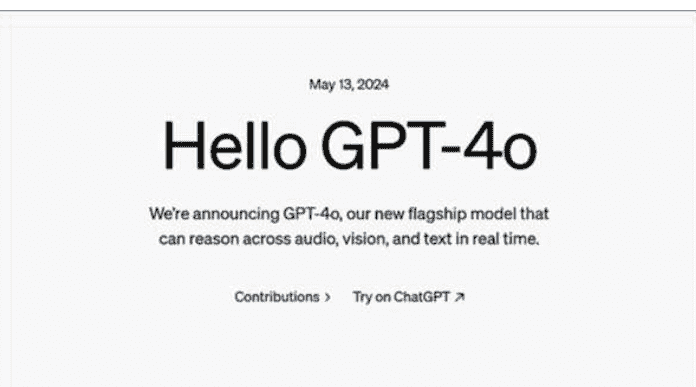 May 13, 2024
Hello GPT-4o
We're announcing GPT-4o, our new flagship model that
can reason across audio, vision, and text in real time.
Contributions › Try on ChatGPT ↗